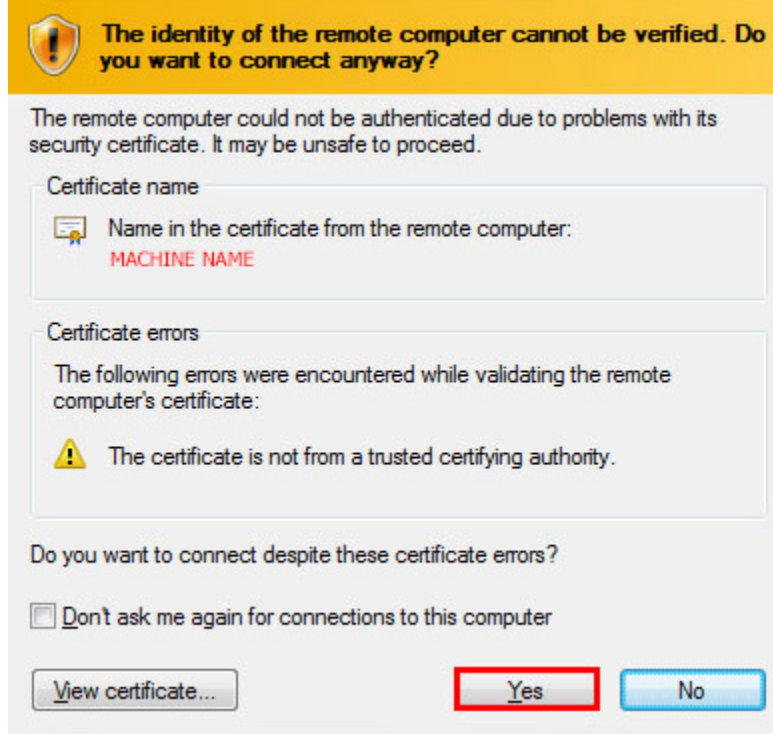 The identity of the remote computer cannot be verified. Do
you want to connect anyway?
The remote computer could not be authenticated due to problems with its
security certificate. It may be unsafe to proceed.
Certificate name
Name in the certificate from the remote computer:
MACHINE NAME
Certificate errors
The following errors were encountered while validating the remote
computer's certificate:
The certificate is not from a trusted certifying authority.
Do you want to connect despite these certificate errors?
Don't ask me again for connections to this computer
View certificate... Yes No